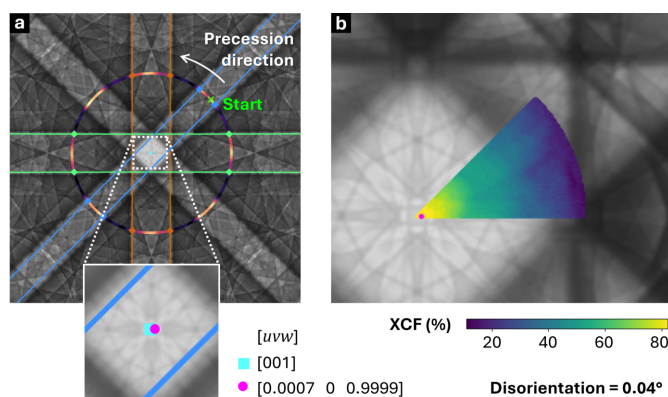 a
Precession
direction
Start
[uvw]
[001]
[0.0007 0 0.9999]
b
XCF (%)
20 40 60 80
Disorientation = 0.04°